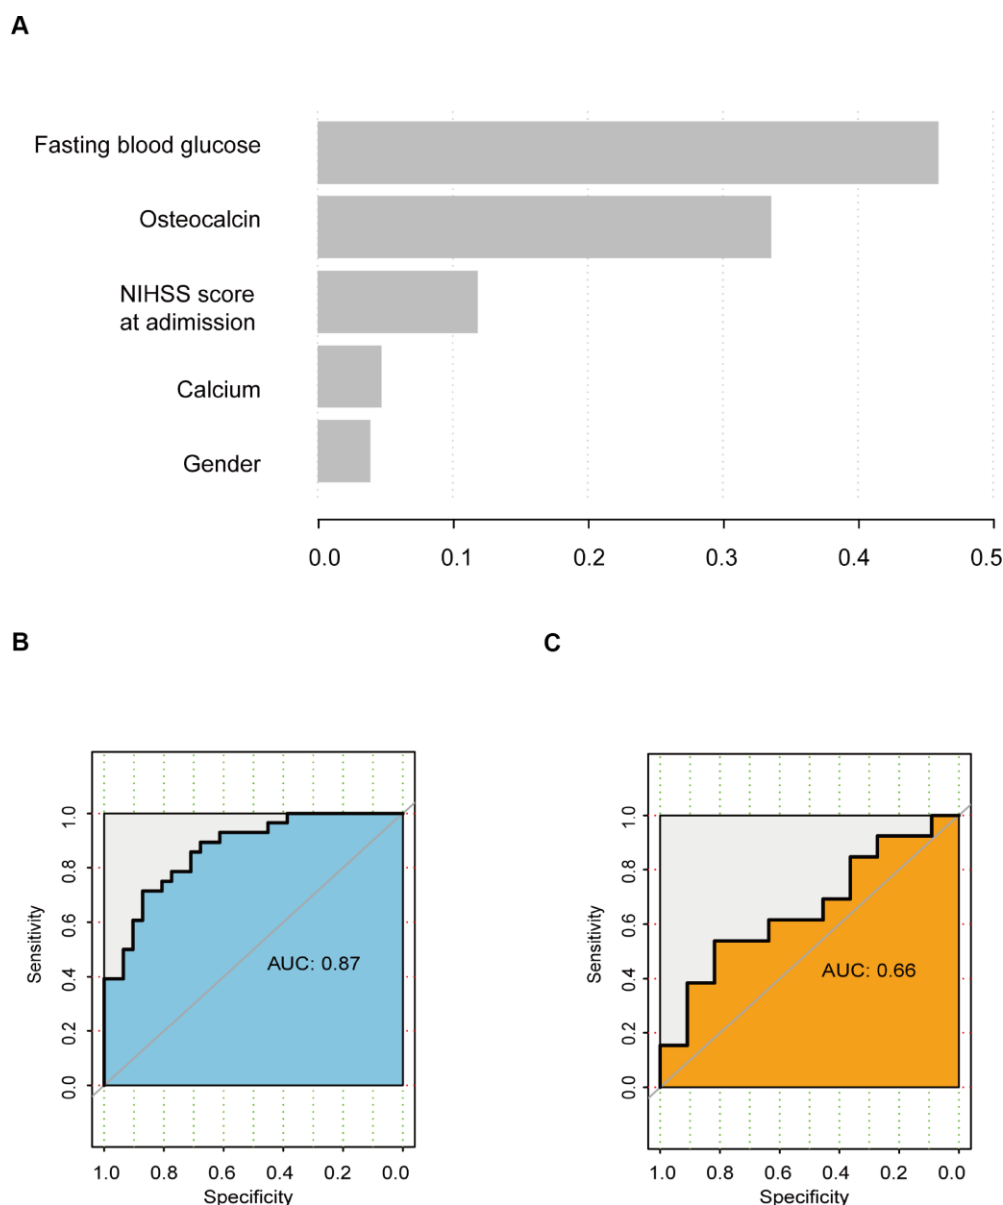 A
Fasting blood glucose
Osteocalcin
NIHSS score
at adimission
Calcium
Gender
0.0 0.1 0.2 0.3 0.4 0.5
B
Sensitivity
1.0
0.8
0.6
0.4
0.2
0.0
AUC: 0.87
1.0 0.8 0.6 0.4 0.2 0.0
Specificity
C
Sensitivity
1.0
0.8
0.6
0.4
0.2
0.0
AUC: 0.66
1.0 0.8 0.6 0.4 0.2 0.0
Specificity